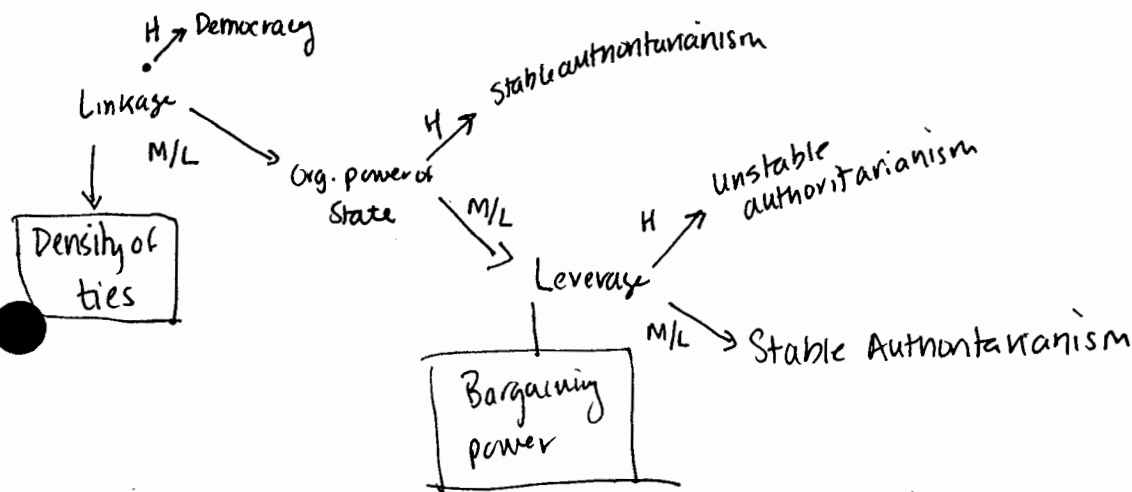 H
Democracy
Linkage
M/L
Density of
ties
Org. power of
State
H
Stable authoritarianism
M/L
Leverage
H
unstable
authoritarianism
M/L
Stable Authoritarianism
Bargaining
power